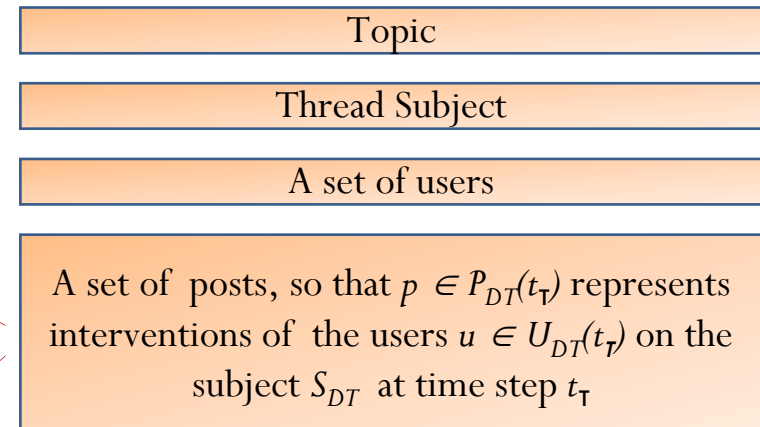 Topic
Thread Subject
A set of users
A set of posts, so that p ∈ P_DT(t_T) represents
interventions of the users u ∈ U_DT(t_T) on the
subject S_DT at time step t_T